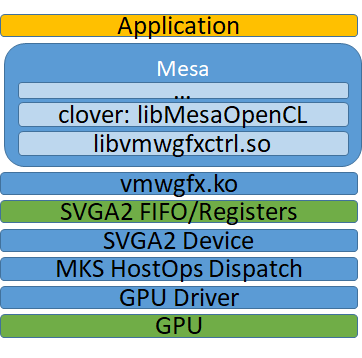 Application
Mesa
...
clover: libMesaOpenCL
libvmwgfxctrl.so
vmwgfx.ko
SVGA2 FIFO/Registers
SVGA2 Device
MKS HostOps Dispatch
GPU Driver
GPU